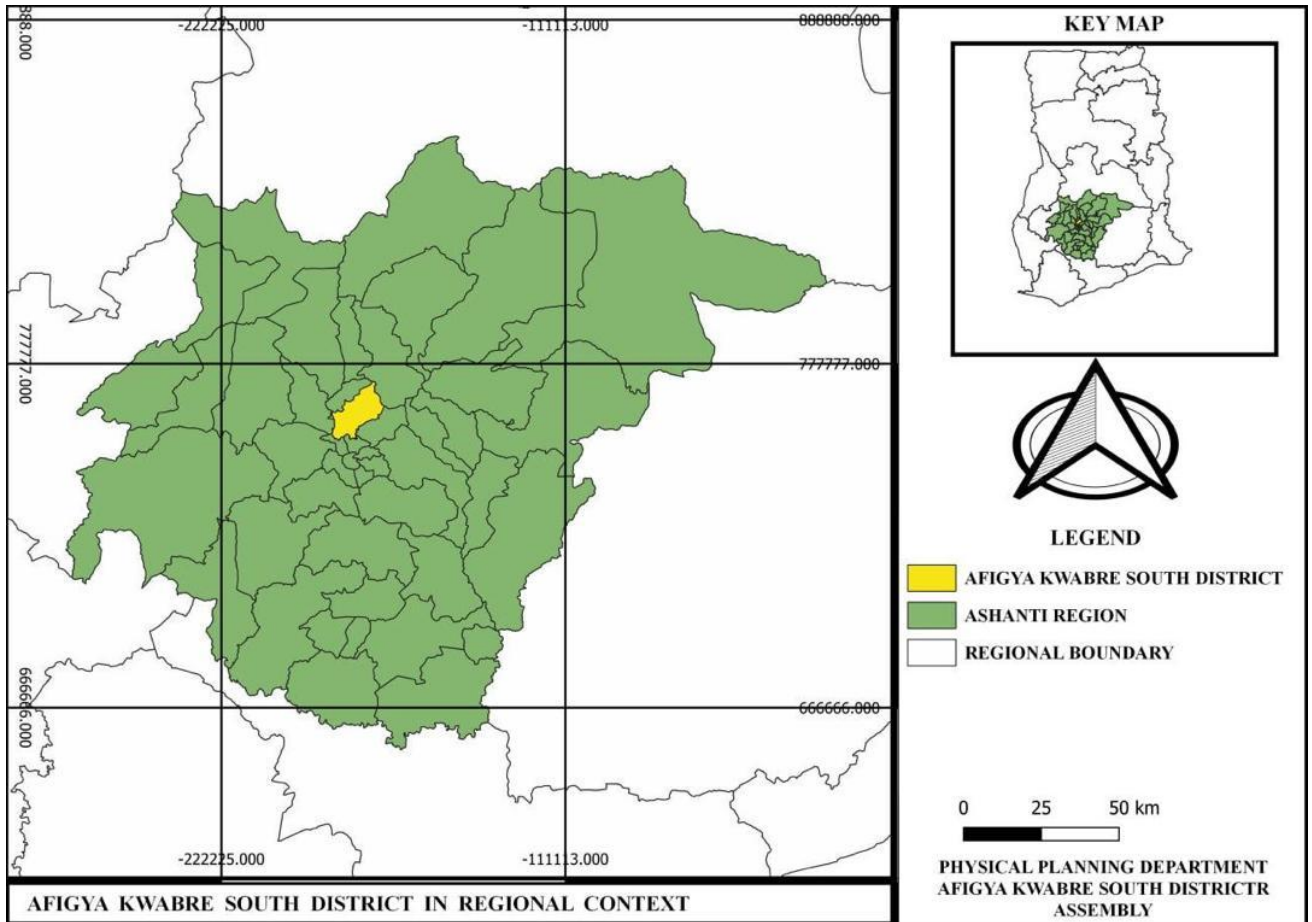 -222225.000
-111113.000
888888.000
888.000
777777.000
777777.000
666666.000
666666.000
-222225.000
-111113.000
AFIGYA KWABRE SOUTH DISTRICT IN REGIONAL CONTEXT
KEY MAP
LEGEND
AFIGYA KWABRE SOUTH DISTRICT
ASHANTI REGION
REGIONAL BOUNDARY
0 25 50 km
PHYSICAL PLANNING DEPARTMENT
AFIGYA KWABRE SOUTH DISTRICTR
ASSEMBLY